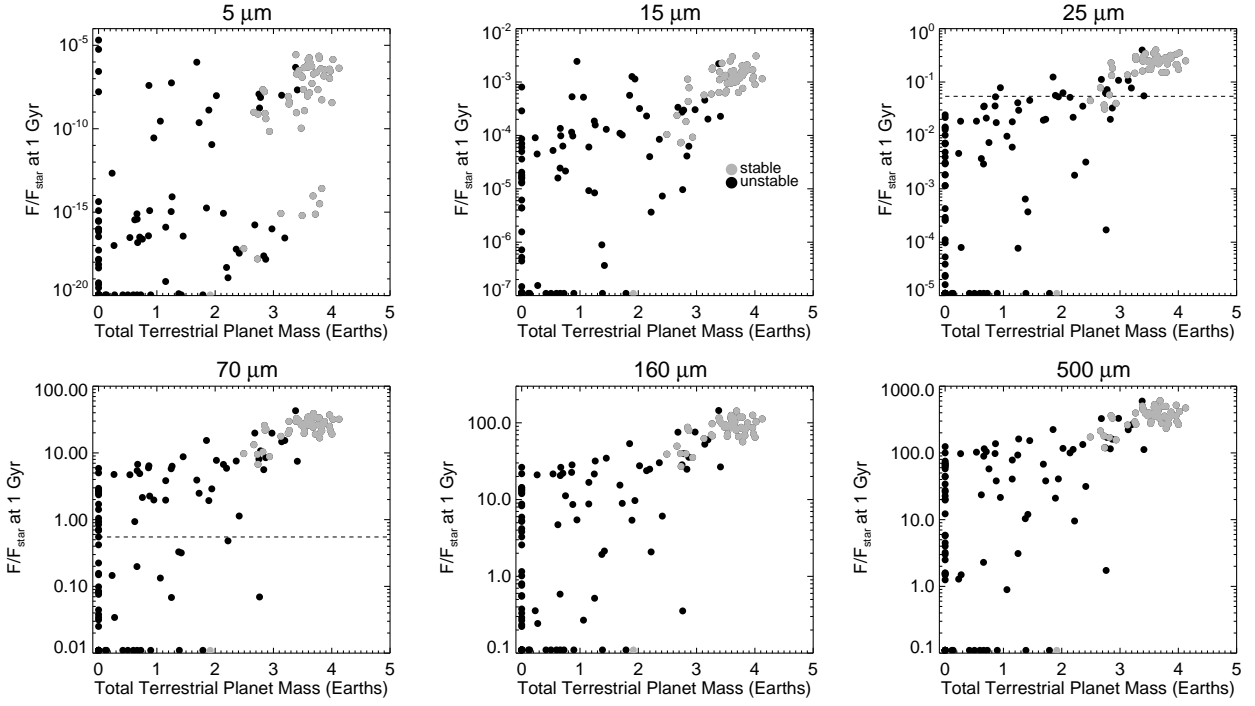 5 μm
F/Fstar at 1 Gyr
10-5
10-10
10-15
10-20
0 1 2 3 4 5
Total Terrestrial Planet Mass (Earths)
15 μm
F/Fstar at 1 Gyr
10-2
10-3
10-4
10-5
10-6
10-7
stable
unstable
0 1 2 3 4 5
Total Terrestrial Planet Mass (Earths)
25 μm
F/Fstar at 1 Gyr
100
10-1
10-2
10-3
10-4
10-5
0 1 2 3 4 5
Total Terrestrial Planet Mass (Earths)
70 μm
F/Fstar at 1 Gyr
100.00
10.00
1.00
0.10
0.01
0 1 2 3 4 5
Total Terrestrial Planet Mass (Earths)
160 μm
F/Fstar at 1 Gyr
100.0
10.0
1.0
0.1
0 1 2 3 4 5
Total Terrestrial Planet Mass (Earths)
500 μm
F/Fstar at 1 Gyr
1000.0
100.0
10.0
1.0
0.1
0 1 2 3 4 5
Total Terrestrial Planet Mass (Earths)